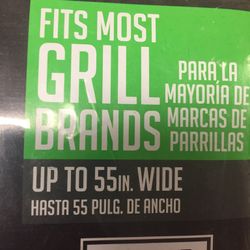 FITS MOST
GRILL
BRANDS
PARA LA
MAYORÍA DE
MARCAS DE
PARRILLAS
UP TO 55IN. WIDE
HASTA 55 PULG. DE ANCHO